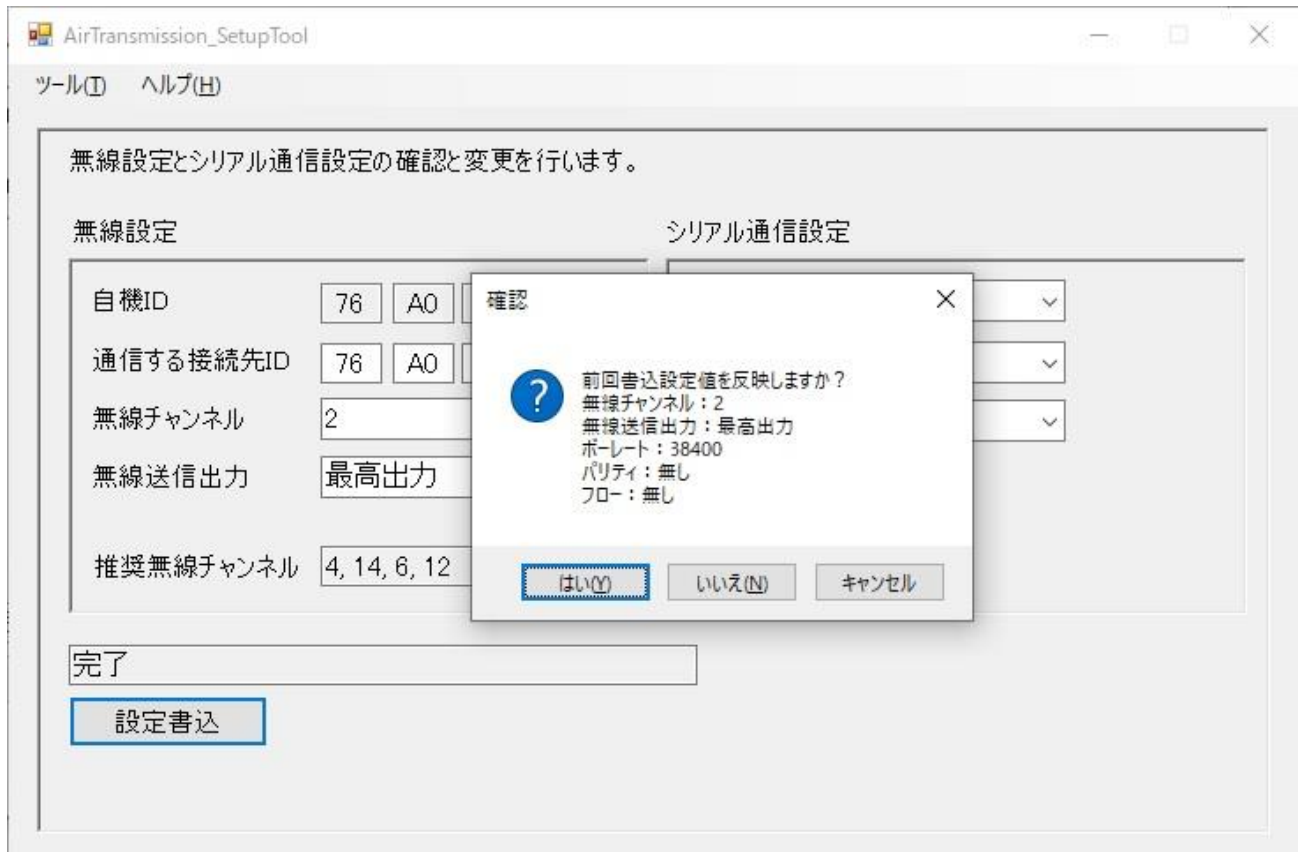 AirTransmission_SetupTool
ツール(T) ヘルプ(H)
無線設定とシリアル通信設定の確認と変更を行います。
無線設定
シリアル通信設定
自機ID
76 A0
通信する接続先ID
76 A0
無線チャンネル
2
無線送信出力
最高出力
推奨無線チャンネル
4, 14, 6, 12
確認
前回書込設定値を反映しますか?
無線チャンネル:2
無線送信出力:最高出力
ボーレート:38400
パリティ:無し
フロー:無し
はい(Y) いいえ(N) キャンセル
完了
設定書込